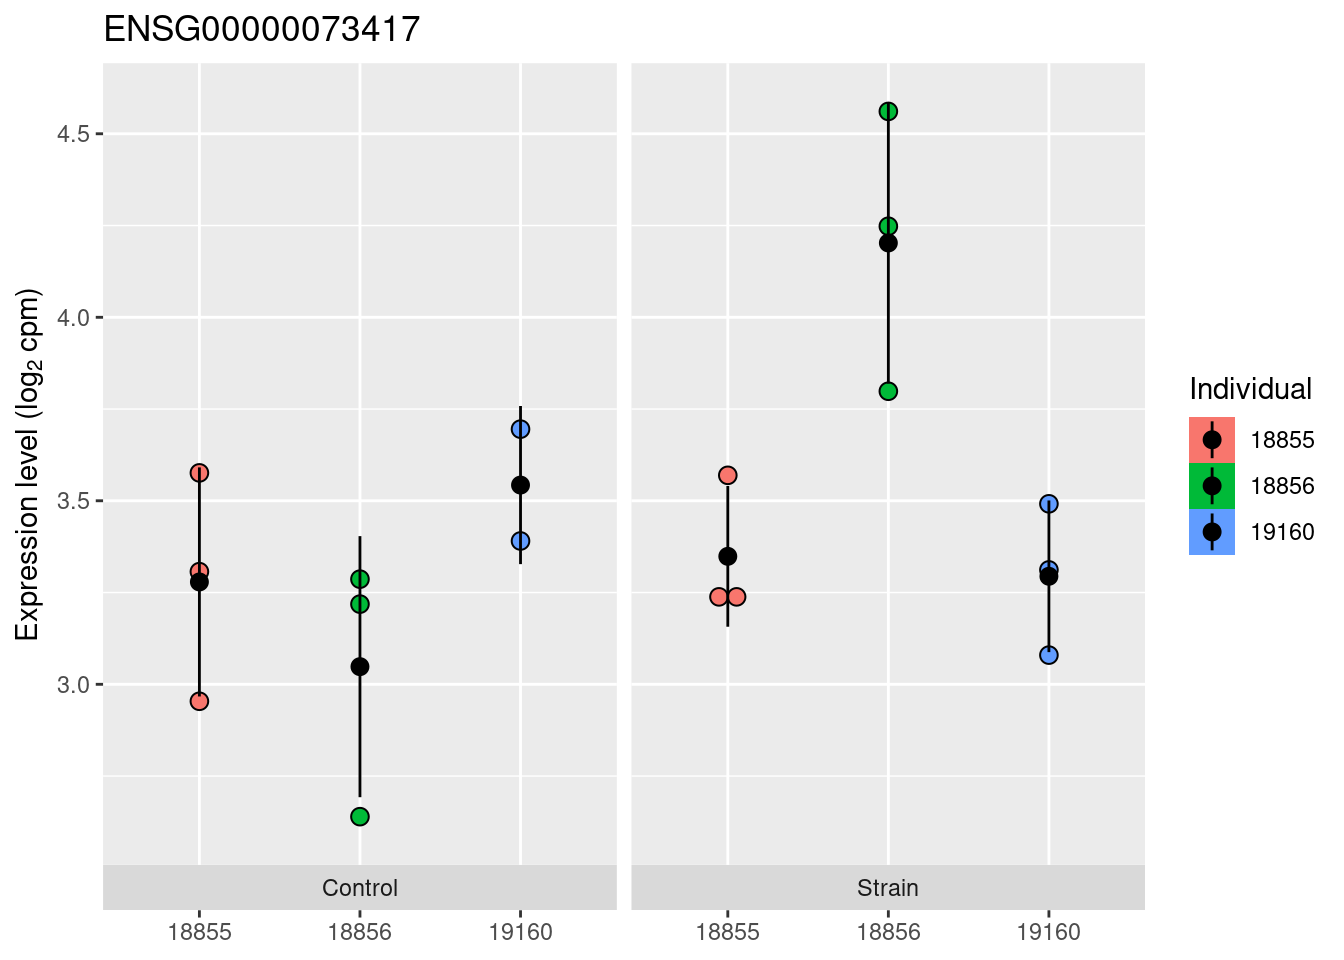 ENSG00000073417
Expression level (log₂ cpm)
4.5
4.0
3.5
3.0
Control
Strain
18855
18856
19160
18855
18856
19160
Individual
18855
18856
19160